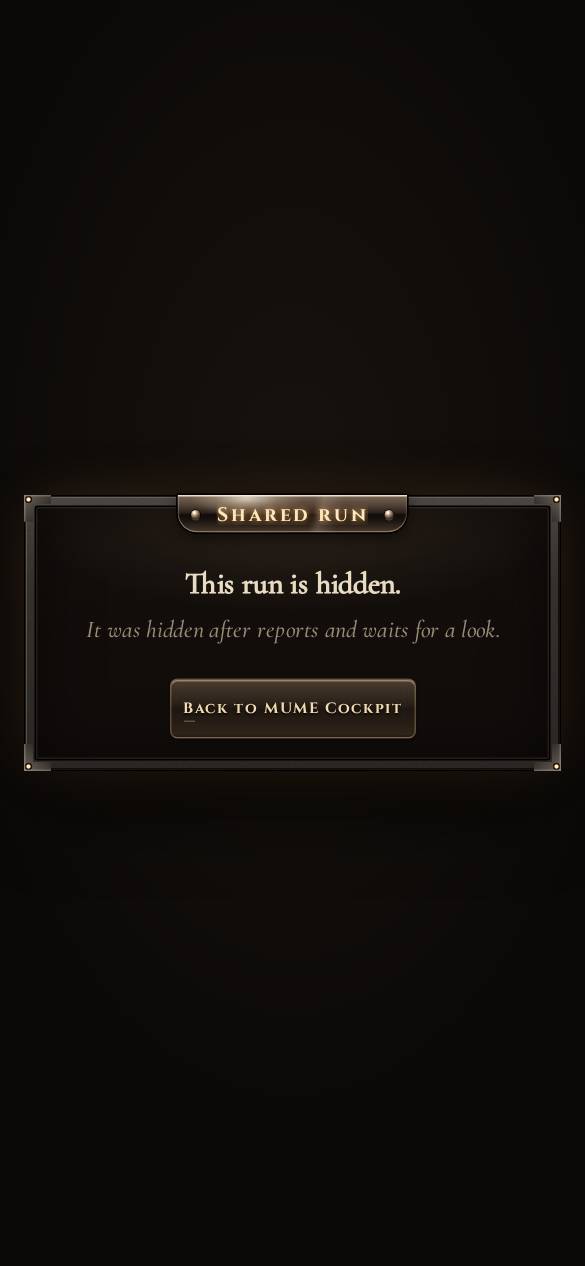 Shared run
This run is hidden.
It was hidden after reports and waits for a look.
Back to MUME Cockpit